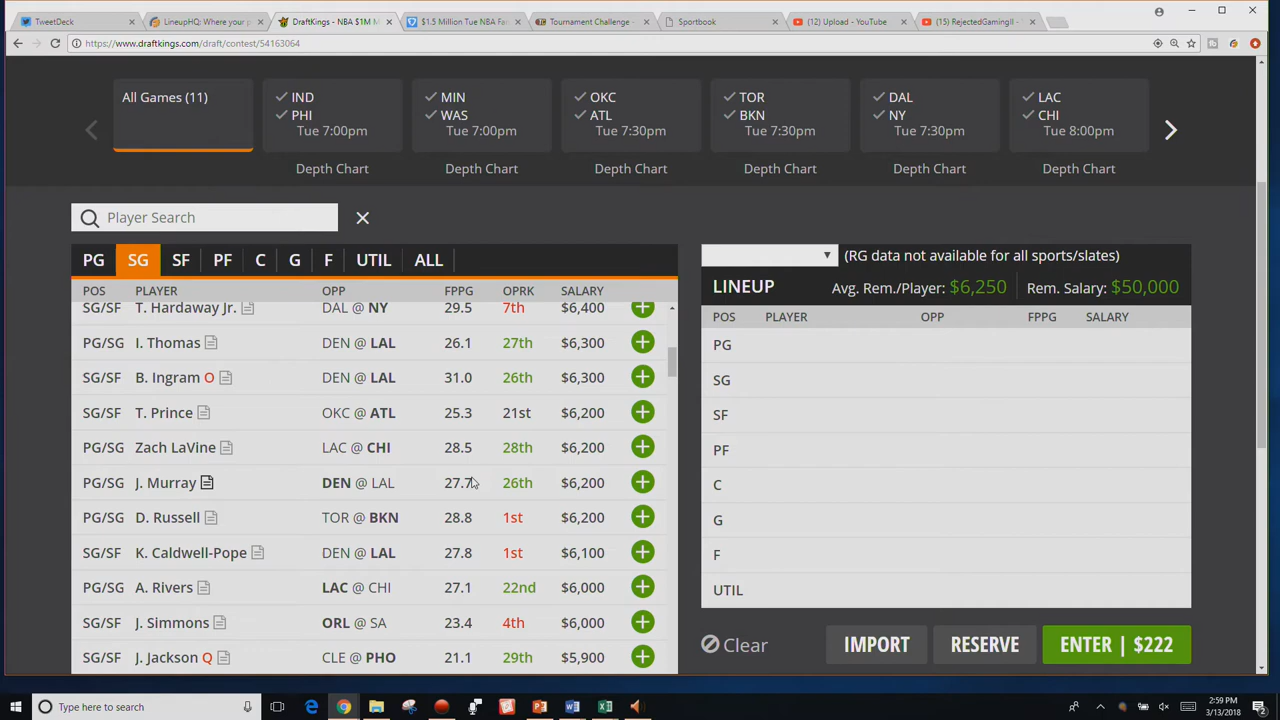 TweetDeck
LineupHQ: Where your p
DraftKings - NBA $1M M
$1.5 Million Tue NBA Fa
Tournament Challenge -
Sportbook
(12) Upload - YouTube
(15) RejectedGamingII -
https://www.draftkings.com/draft/contest/54163064
All Games (11)
IND
PHI
Tue 7:00pm
MIN
WAS
Tue 7:00pm
OKC
ATL
Tue 7:30pm
TOR
BKN
Tue 7:30pm
DAL
NY
Tue 7:30pm
LAC
CHI
Tue 8:00pm
Depth Chart
Depth Chart
Depth Chart
Depth Chart
Depth Chart
Depth Chart
Player Search
PG SG SF PF C G F UTIL ALL
POS PLAYER OPP FPPG OPRK SALARY
SG/SF T. Hardaway Jr. DAL @ NY 29.5 7th $6,400
PG/SG I. Thomas DEN @ LAL 26.1 27th $6,300
SG/SF B. Ingram O DEN @ LAL 31.0 26th $6,300
SG/SF T. Prince OKC @ ATL 25.3 21st $6,200
PG/SG Zach LaVine LAC @ CHI 28.5 28th $6,200
PG/SG J. Murray DEN @ LAL 27.7 26th $6,200
PG/SG D. Russell TOR @ BKN 28.8 1st $6,200
SG/SF K. Caldwell-Pope DEN @ LAL 27.8 1st $6,100
PG/SG A. Rivers LAC @ CHI 27.1 22nd $6,000
SG/SF J. Simmons ORL @ SA 23.4 4th $6,000
SG/SF J. Jackson Q CLE @ PHO 21.1 29th $5,900
(RG data not available for all sports/slates)
LINEUP Avg. Rem./Player: $6,250 Rem. Salary: $50,000
POS PLAYER OPP FPPG SALARY
PG
SG
SF
PF
C
G
F
UTIL
Clear IMPORT RESERVE ENTER | $222
Type here to search
2:59 PM
3/13/2018
2